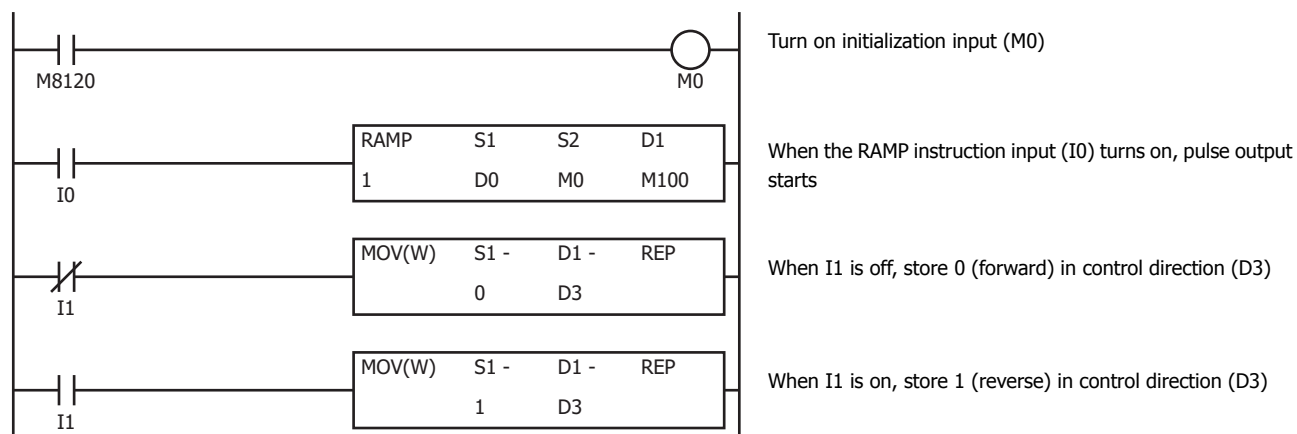 Turn on initialization input (M0)
M8120
M0
RAMP S1 S2 D1
1 D0 M0 M100
When the RAMP instruction input (I0) turns on, pulse output
starts
I0
MOV(W) S1 - D1 - REP
0 D3
When I1 is off, store 0 (forward) in control direction (D3)
I1
MOV(W) S1 - D1 - REP
1 D3
When I1 is on, store 1 (reverse) in control direction (D3)
I1